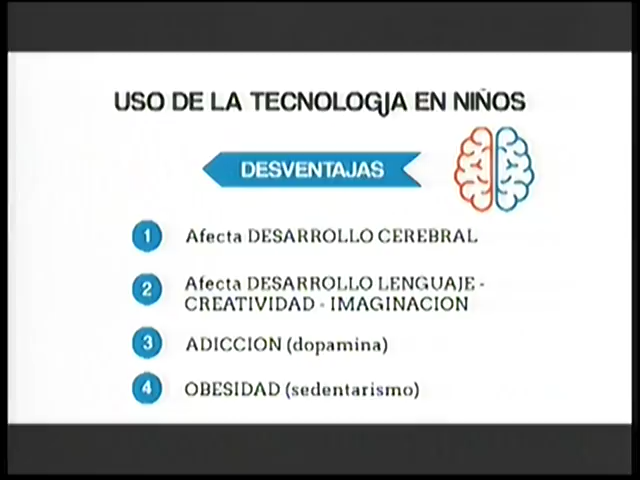 USO DE LA TECNOLOGJA EN NIÑOS
DESVENTAJAS
1 Afecta DESARROLLO CEREBRAL
2 Afecta DESARROLLO LENGUAJE -
CREATIVIDAD - IMAGINACION
3 ADICCION (dopamina)
4 OBESIDAD (sedentarismo)